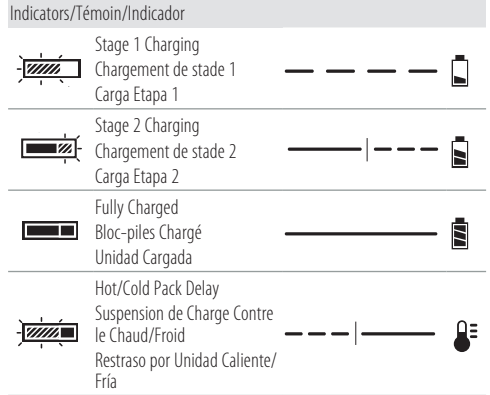 Indicators/Témoin/Indicador
Stage 1 Charging
Chargement de stade 1
Carga Etapa 1
Stage 2 Charging
Chargement de stade 2
Carga Etapa 2
Fully Charged
Bloc-piles Chargé
Unidad Cargada
Hot/Cold Pack Delay
Suspension de Charge Contre
le Chaud/Froid
Restraso por Unidad Caliente/
Fría